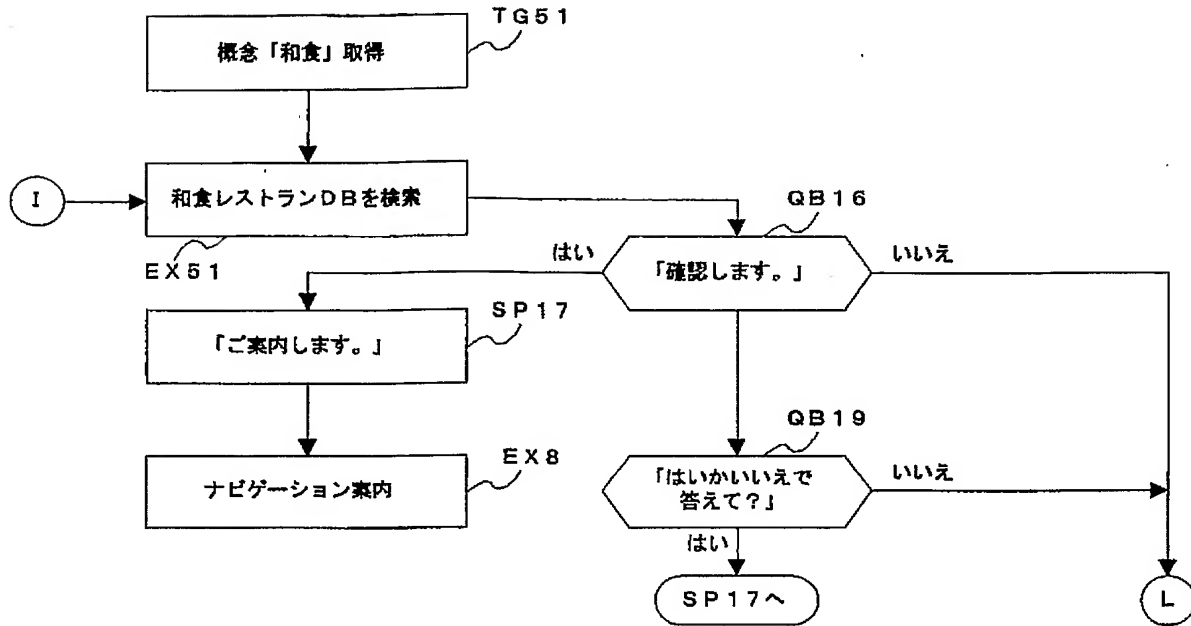 TG51
概念「和食」取得
I
和食レストランDBを検索
EX51
QB16
はい
「確認します。」
いいえ
SP17
「ご案内します。」
QB19
EX8
ナビゲーション案内
「はいかいいえで
答えて?」
いいえ
はい
SP17へ
L